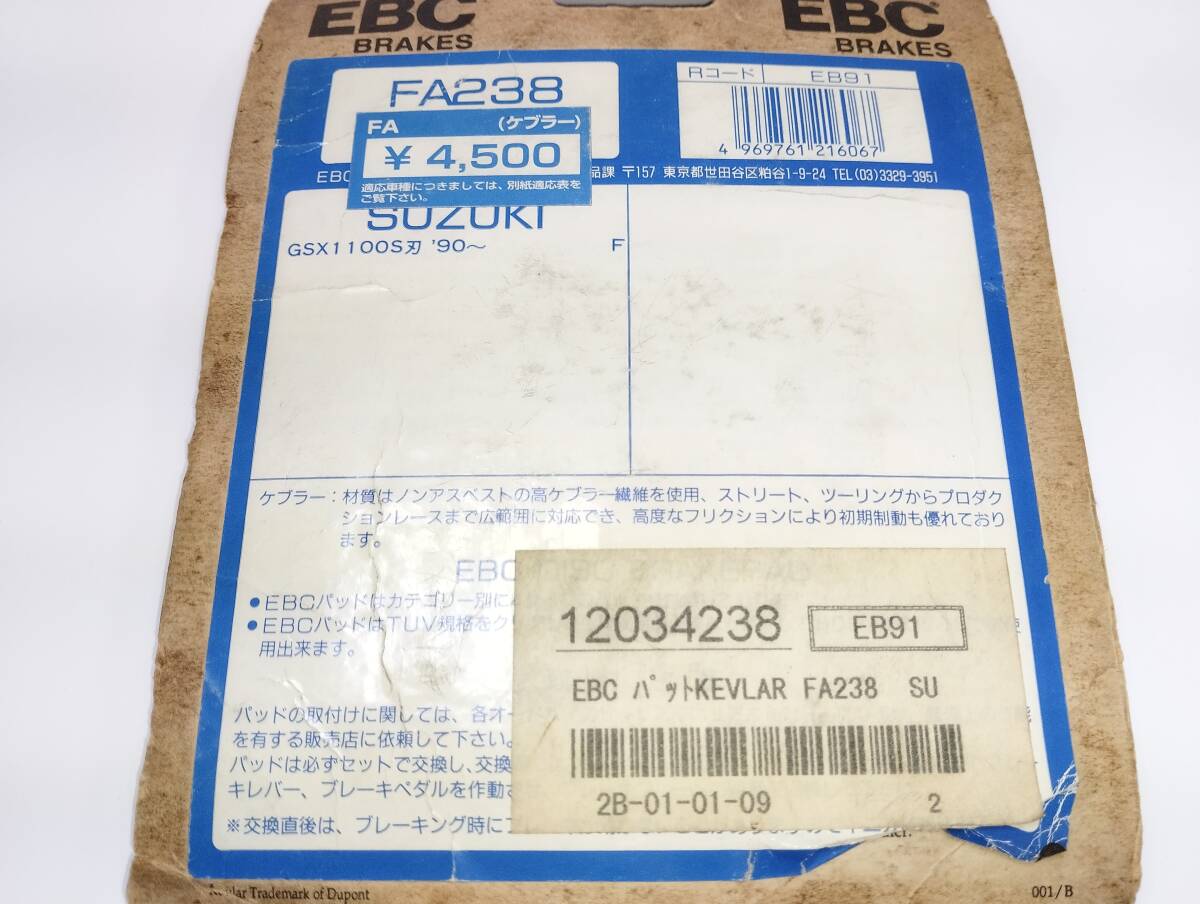 EBC
BRAKES
EBC
BRAKES
FA238
Rコード EB91
4 969761 216067
FA (ケブラー)
¥ 4,500
適応車種につきましては、別紙適応表を
ご覧下さい。
EBC 品課 〒157 東京都世田谷区粕谷1-9-24 TEL(03)3329-3951
SUZUKI
GSX1100S刃 '90〜 F
ケブラー：材質はノンアスベストの高ケブラー繊維を使用、ストリート、ツーリングからプロダク
ションレースまで広範囲に対応でき、高度なフリクションにより初期制動も優れており
ます。
EBC
●EBCパッドはカテゴリー別に
●EBCパッドはTUV規格をクリ
用出来ます。
パッドの取付けに関しては、各オー
を有する販売店に依頼して下さい。
パッドは必ずセットで交換し、交換
キレバー、ブレーキペダルを作動さ
※交換直後は、ブレーキング時に
12034238 EB91
EBC パットKEVLAR FA238 SU
2B-01-01-09 2
Kevlar Trademark of Dupont
001/B